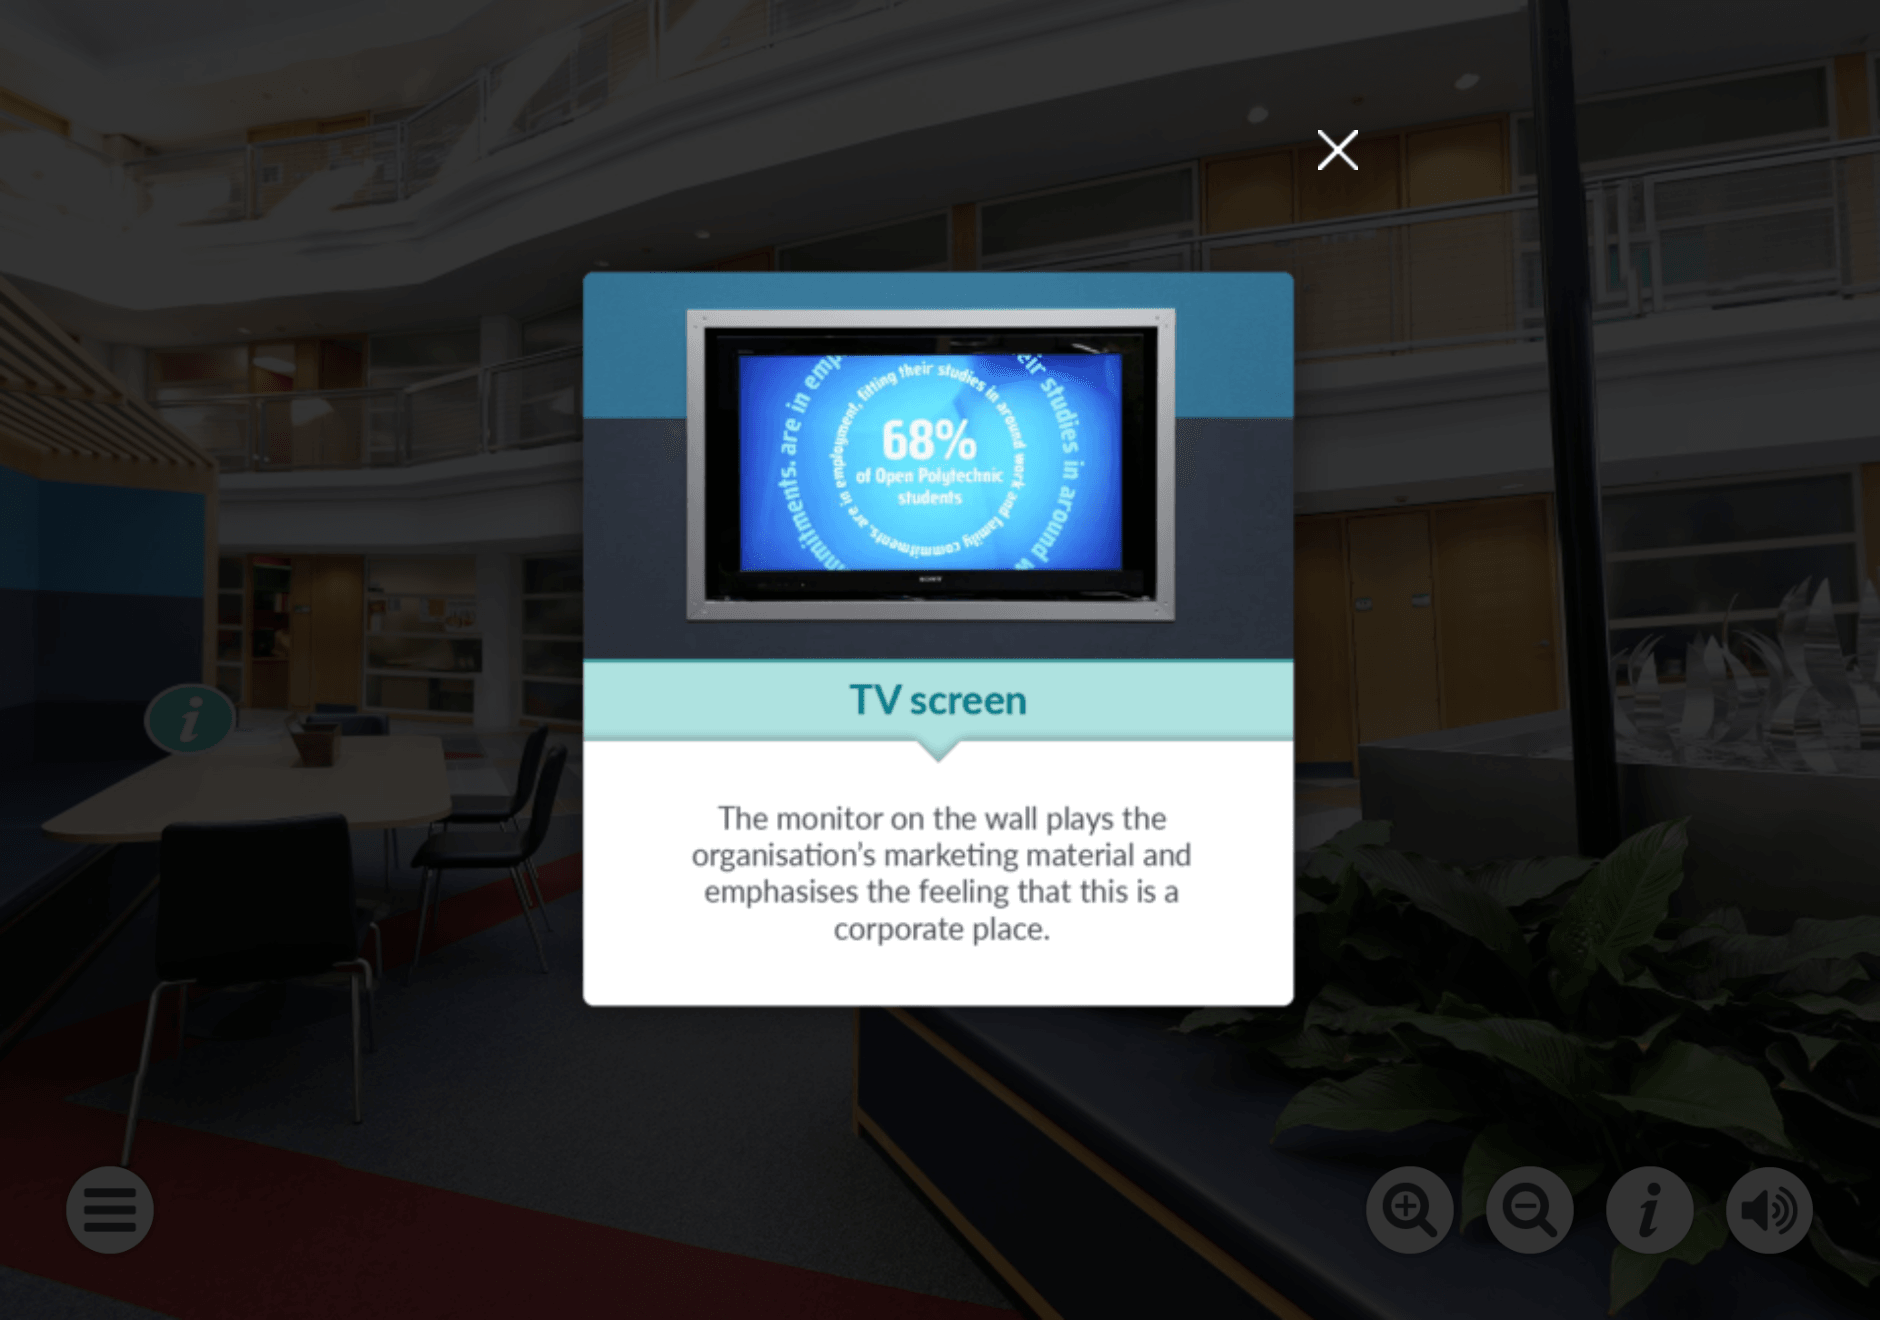 68%
of Open Polytechnic
students
are in employment, fitting their studies in around work and family commitments.
are in emp
eir studies in around w
mmitments.
SONY
TV screen
The monitor on the wall plays the
organisation’s marketing material and
emphasises the feeling that this is a
corporate place.
i
i